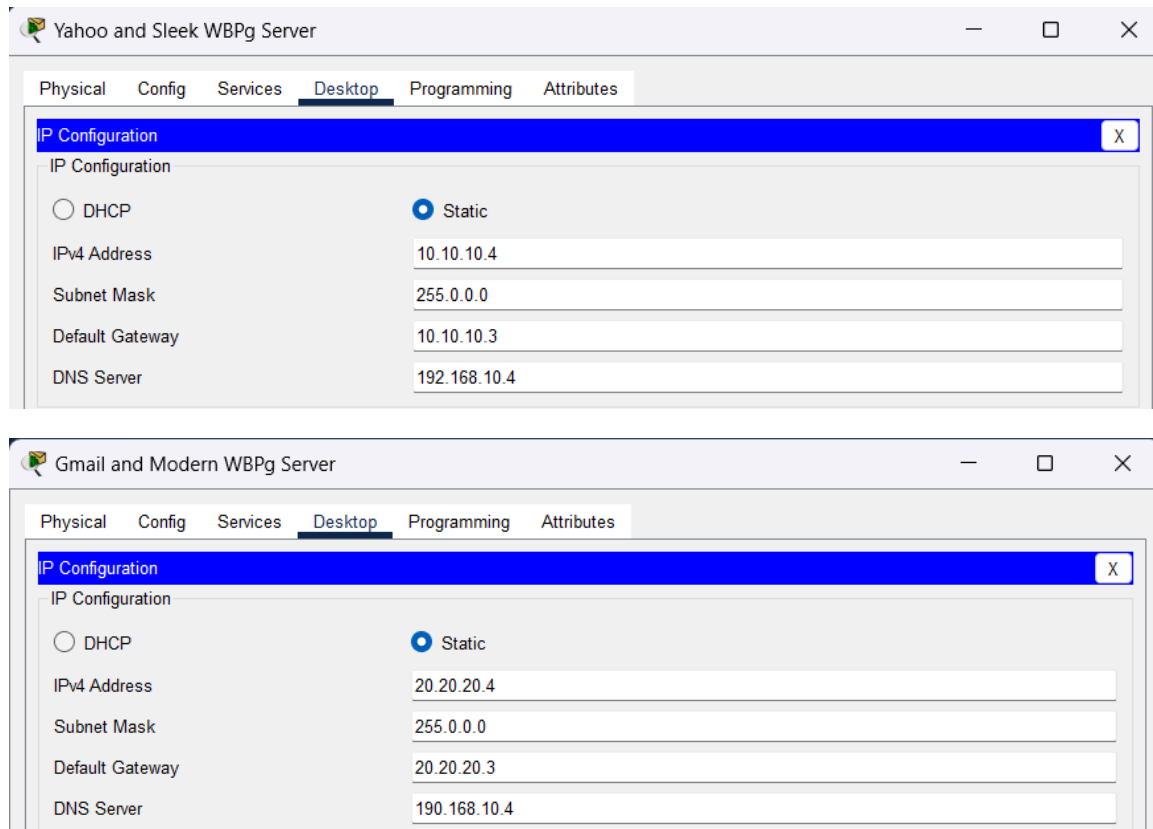 Yahoo and Sleek WBPg Server
Physical Config Services Desktop Programming Attributes
IP Configuration X
IP Configuration
DHCP Static
IPv4 Address 10.10.10.4
Subnet Mask 255.0.0.0
Default Gateway 10.10.10.3
DNS Server 192.168.10.4
Gmail and Modern WBPg Server
Physical Config Services Desktop Programming Attributes
IP Configuration X
IP Configuration
DHCP Static
IPv4 Address 20.20.20.4
Subnet Mask 255.0.0.0
Default Gateway 20.20.20.3
DNS Server 190.168.10.4